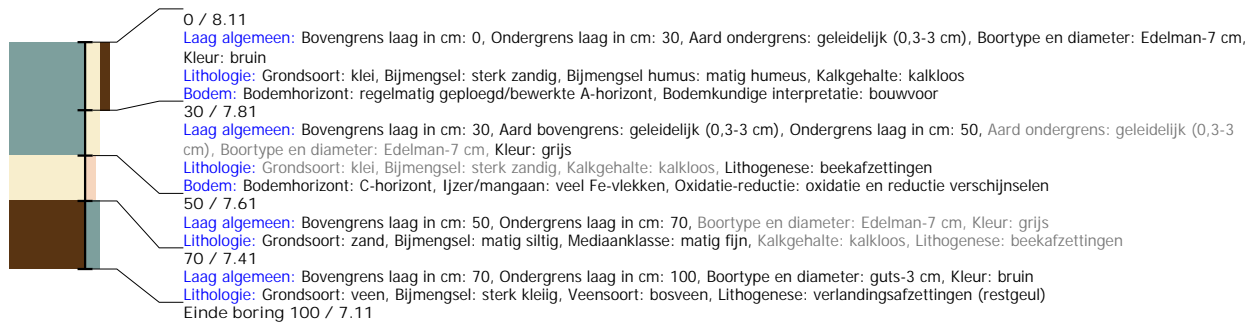 0 / 8.11
Laag algemeen: Bovengrens laag in cm: 0, Ondergrens laag in cm: 30, Aard ondergrens: geleidelijk (0,3-3 cm), Boortype en diameter: Edelman-7 cm,
Kleur: bruin
Lithologie: Grondsoort: klei, Bijmengsel: sterk zandig, Bijmengsel humus: matig humeus, Kalkgehalte: kalkloos
Bodem: Bodemhorizont: regelmatig geploegd/bewerkte A-horizont, Bodemkundige interpretatie: bouwvoor
30 / 7.81
Laag algemeen: Bovengrens laag in cm: 30, Aard bovengrens: geleidelijk (0,3-3 cm), Ondergrens laag in cm: 50, Aard ondergrens: geleidelijk (0,3-3
cm), Boortype en diameter: Edelman-7 cm, Kleur: grijs
Lithologie: Grondsoort: klei, Bijmengsel: sterk zandig, Kalkgehalte: kalkloos, Lithogenese: beekafzettingen
Bodem: Bodemhorizont: C-horizont, Ijzer/mangaan: veel Fe-vlekken, Oxidatie-reductie: oxidatie en reductie verschijnselen
50 / 7.61
Laag algemeen: Bovengrens laag in cm: 50, Ondergrens laag in cm: 70, Boortype en diameter: Edelman-7 cm, Kleur: grijs
Lithologie: Grondsoort: zand, Bijmengsel: matig siltig, Mediaanklasse: matig fijn, Kalkgehalte: kalkloos, Lithogenese: beekafzettingen
70 / 7.41
Laag algemeen: Bovengrens laag in cm: 70, Ondergrens laag in cm: 100, Boortype en diameter: guts-3 cm, Kleur: bruin
Lithologie: Grondsoort: veen, Bijmengsel: sterk kleiig, Veensoort: bosveen, Lithogenese: verlandingsafzettingen (restgeul)
Einde boring 100 / 7.11